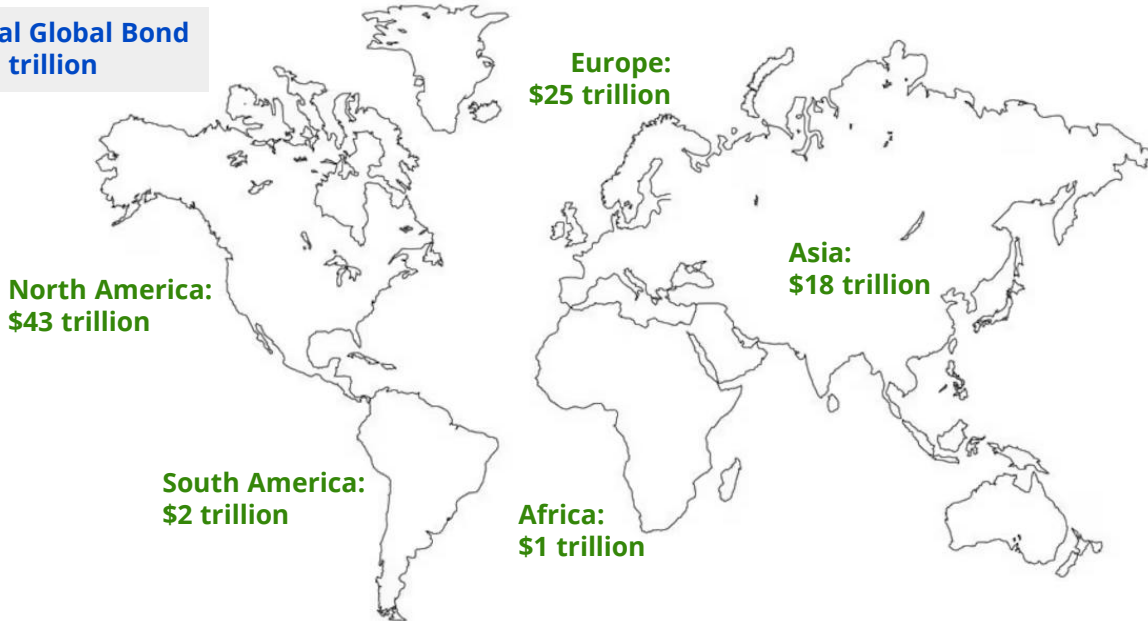 al Global Bond
trillion
Europe:
$25 trillion
Asia:
$18 trillion
North America:
$43 trillion
South America:
$2 trillion
Africa:
$1 trillion